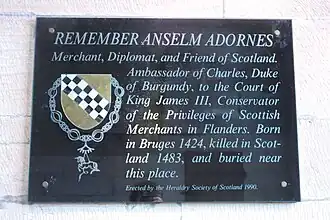 REMEMBER ANSELM ADORNES
Merchant, Diplomat, and Friend of Scotland.
Ambassador of Charles, Duke
of Burgundy, to the Court of
King James III, Conservator
of the Privileges of Scottish
Merchants in Flanders. Born
in Bruges 1424, killed in Scot-
land 1483, and buried near
this place.
Erected by the Heraldry Society of Scotland 1990.